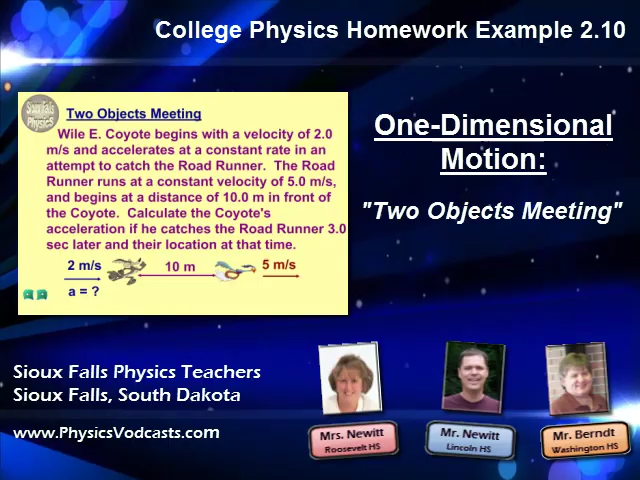 College Physics Homework Example 2.10
Sioux Falls
Physics
Two Objects Meeting
Wile E. Coyote begins with a velocity of 2.0
m/s and accelerates at a constant rate in an
attempt to catch the Road Runner. The Road
Runner runs at a constant velocity of 5.0 m/s,
and begins at a distance of 10.0 m in front of
the Coyote. Calculate the Coyote's
acceleration if he catches the Road Runner 3.0
sec later and their location at that time.
2 m/s
10 m
5 m/s
a = ?
One-Dimensional
Motion:
"Two Objects Meeting"
Sioux Falls Physics Teachers
Sioux Falls, South Dakota
www.PhysicsVodcasts.com
Mrs. Newitt
Roosevelt HS
Mr. Newitt
Lincoln HS
Mr. Berndt
Washington HS